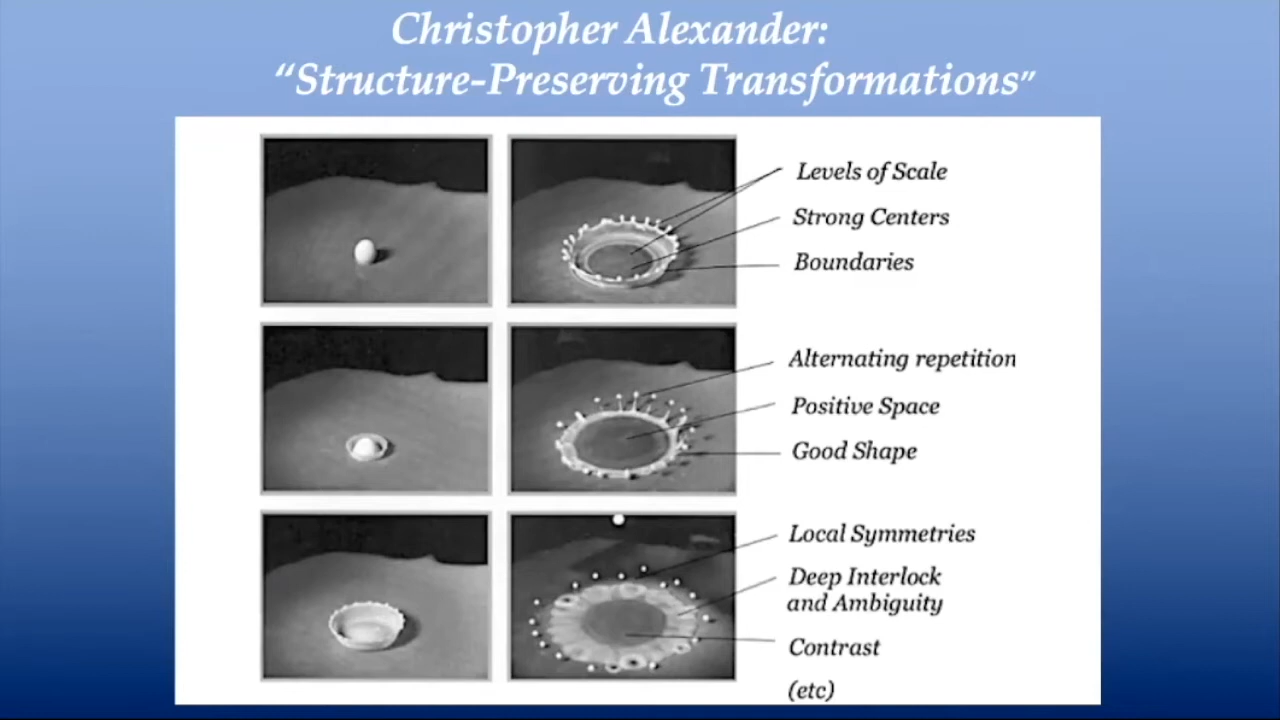 Christopher Alexander:
“Structure-Preserving Transformations”
Levels of Scale
Strong Centers
Boundaries
Alternating repetition
Positive Space
Good Shape
Local Symmetries
Deep Interlock
and Ambiguity
Contrast
(etc)